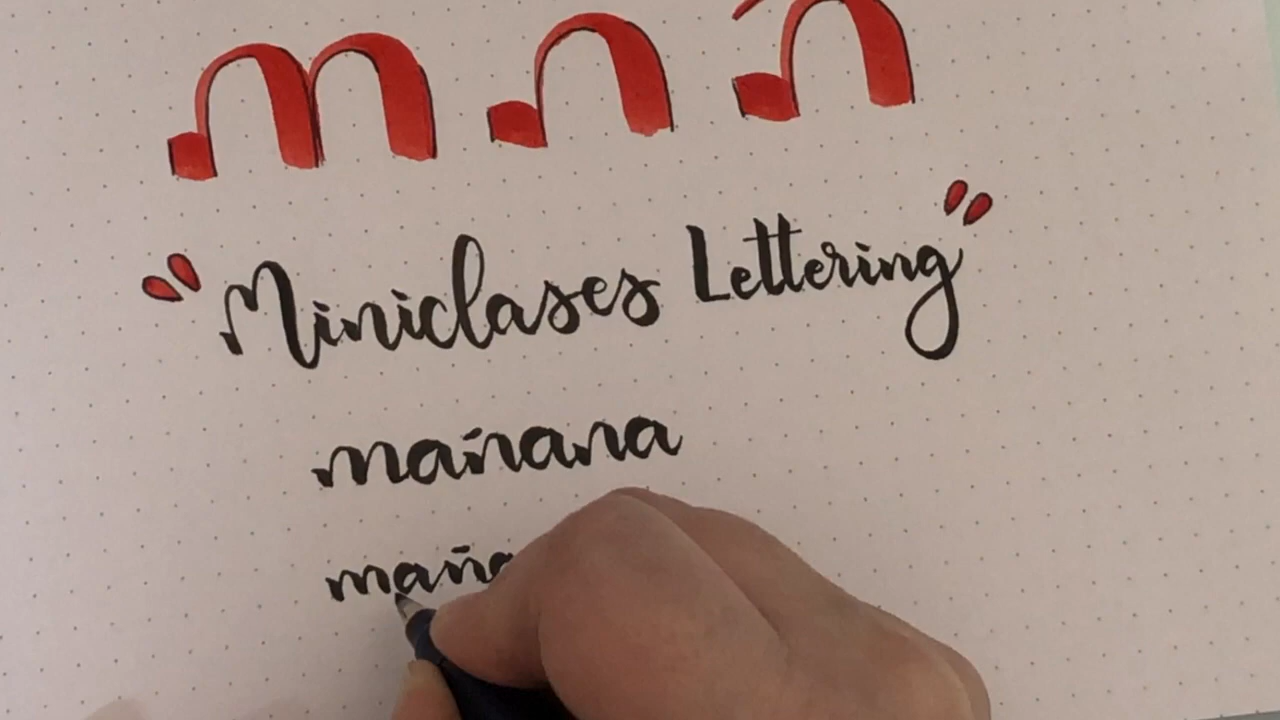 m n ñ
"Miniclases Lettering"
mañana